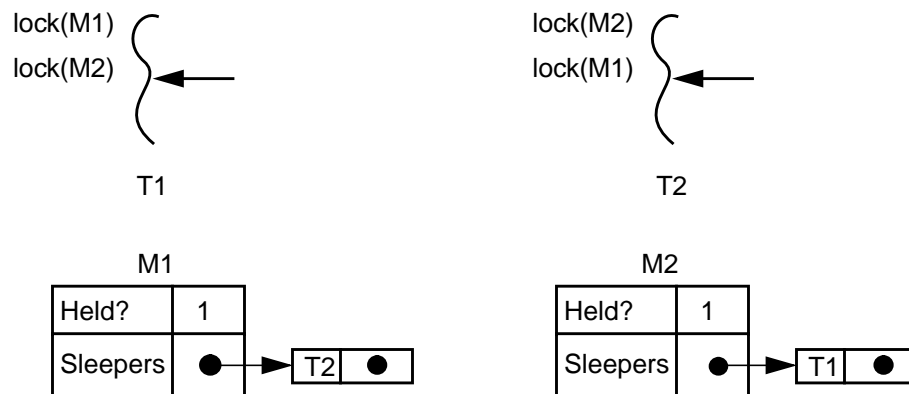 lock(M1)
lock(M2)
T1
lock(M2)
lock(M1)
T2
M1
Held? 1
Sleepers T2
M2
Held? 1
Sleepers T1